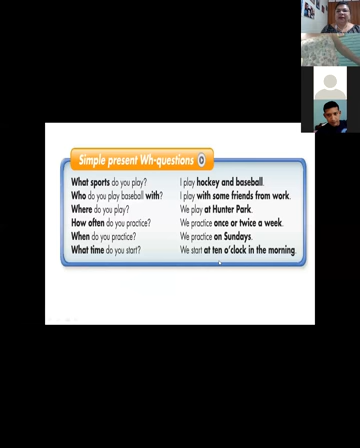 Simple present Wh-questions
What sports do you play? I play hockey and baseball.
Who do you play baseball with? I play with some friends from work.
Where do you play? We play at Hunter Park.
How often do you practice? We practice once or twice a week.
When do you practice? We practice on Sundays.
What time do you start? We start at ten o'clock in the morning.